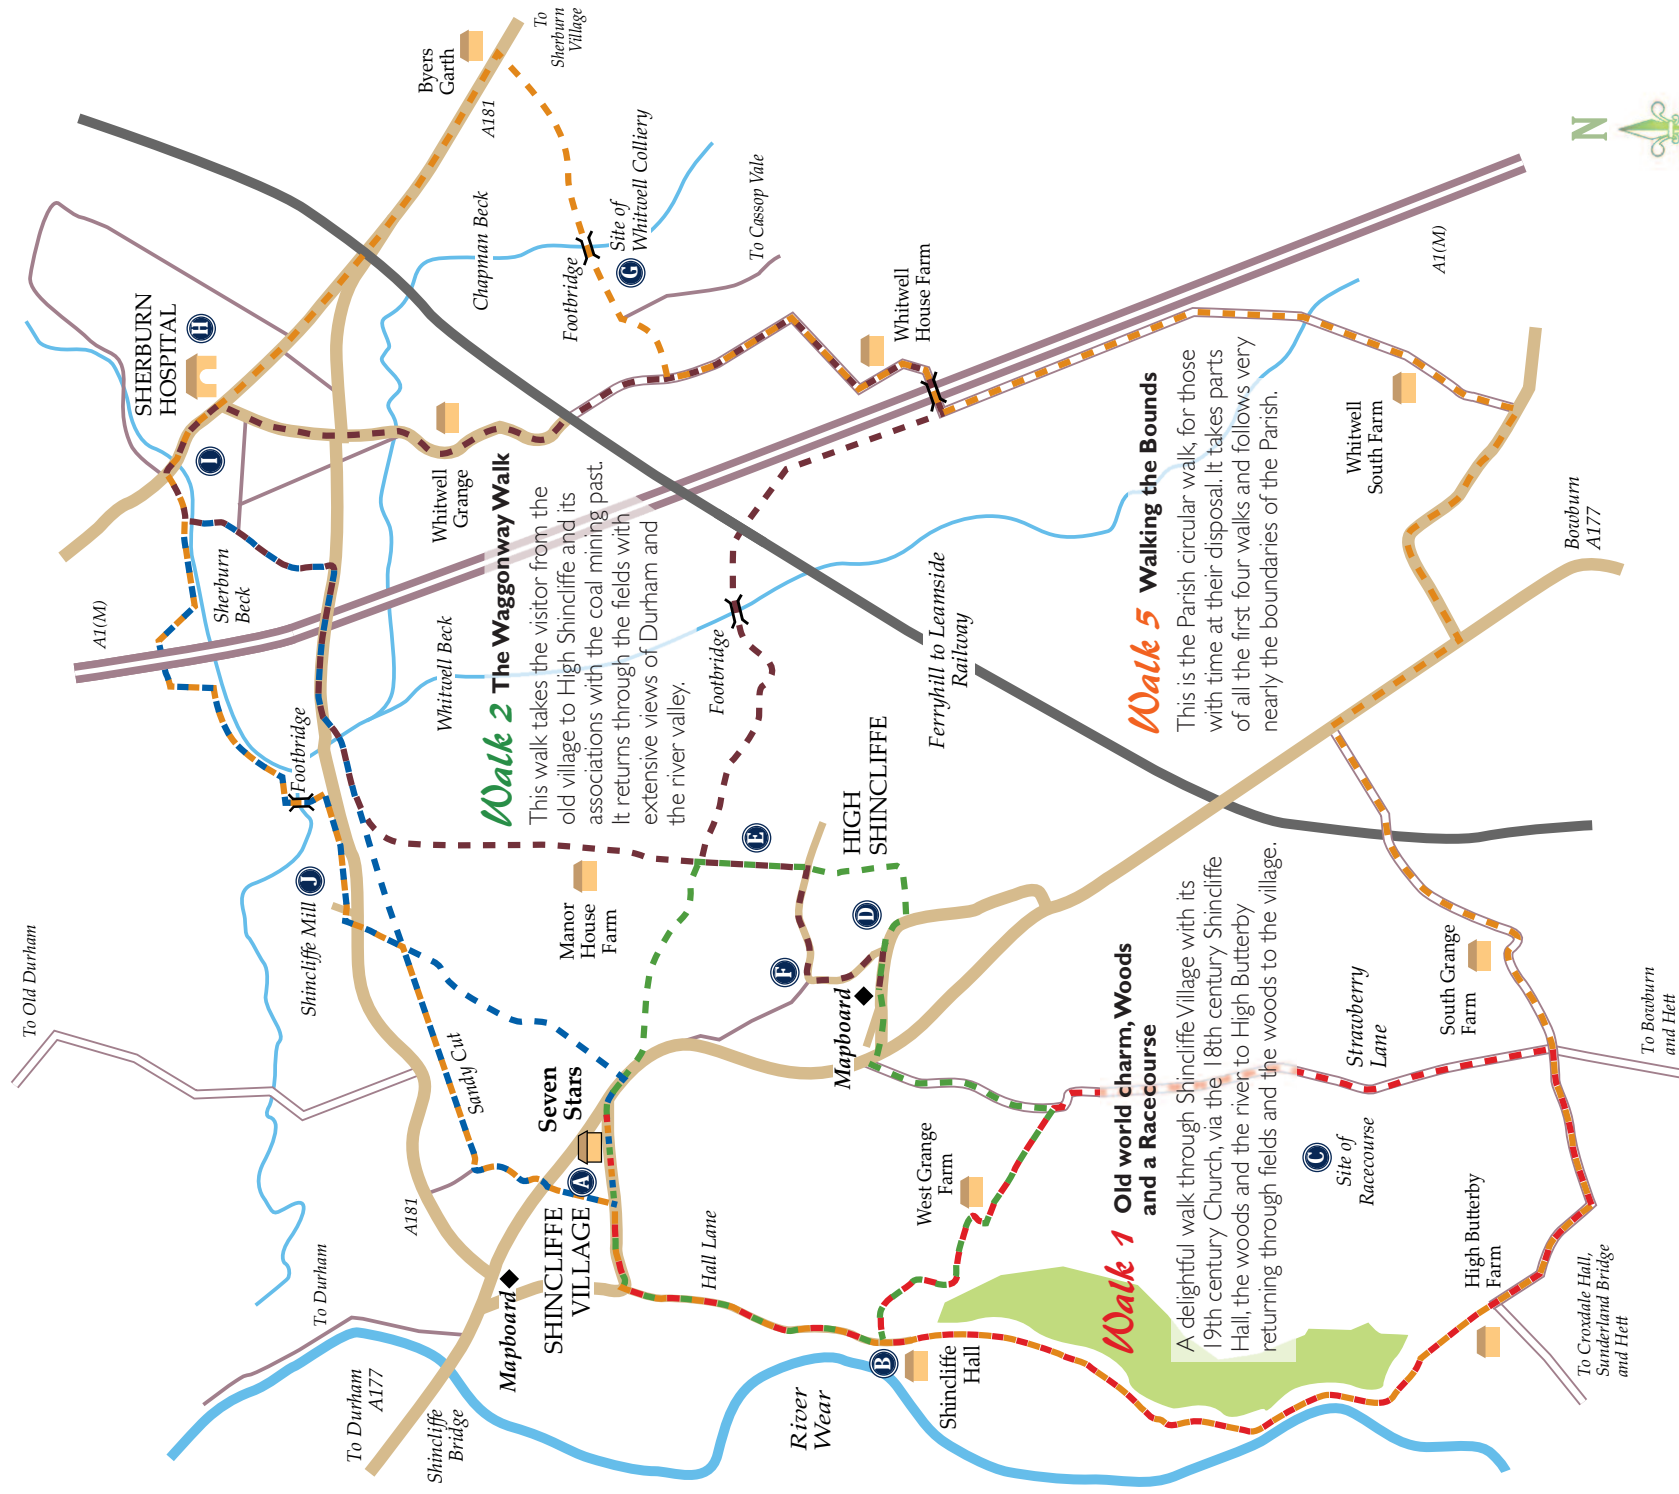 To Old Durham
To Durham
To Durham
A177
Shincliffe
Bridge
A181
Mapboard
SHINCLIFFE
VILLAGE
A
Seven
Stars
Sandy Cut
Shincliffe Mill
J
Footbridge
A1(M)
Sherburn
Beck
I
SHERBURN
HOSPITAL
H
Byers
Garth
A181
To
Sherburn
Village
Chapman Beck
Footbridge
Site of
Whitwell Colliery
G
To Cassop Vale
Whitwell
Grange
Whitwell
House Farm
A1(M)
N
Whitwell Beck
Walk 2 The Waggonway Walk
This walk takes the visitor from the
old village to High Shincliffe and its
associations with the coal mining past.
It returns through the fields with
extensive views of Durham and
the river valley.
Footbridge
Manor
House
Farm
E
HIGH
SHINCLIFFE
D
F
Mapboard
Ferryhill to Leamside
Railway
Walk 5 Walking the Bounds
This is the Parish circular walk, for those
with time at their disposal. It takes parts
of all the first four walks and follows very
nearly the boundaries of the Parish.
Whitwell
South Farm
Bowburn
A177
Hall Lane
River
Wear
B
Shincliffe
Hall
West Grange
Farm
Walk 1 Old world charm, Woods
and a Racecourse
A delightful walk through Shincliffe Village with its
19th century Church, via the 18th century Shincliffe
Hall, the woods and the river to High Butterby
returning through fields and the woods to the village.
C
Site of
Racecourse
Strawberry
Lane
South Grange
Farm
High Butterby
Farm
To Croxdale Hall,
Sunderland Bridge
and Hett
To Bowburn
and Hett